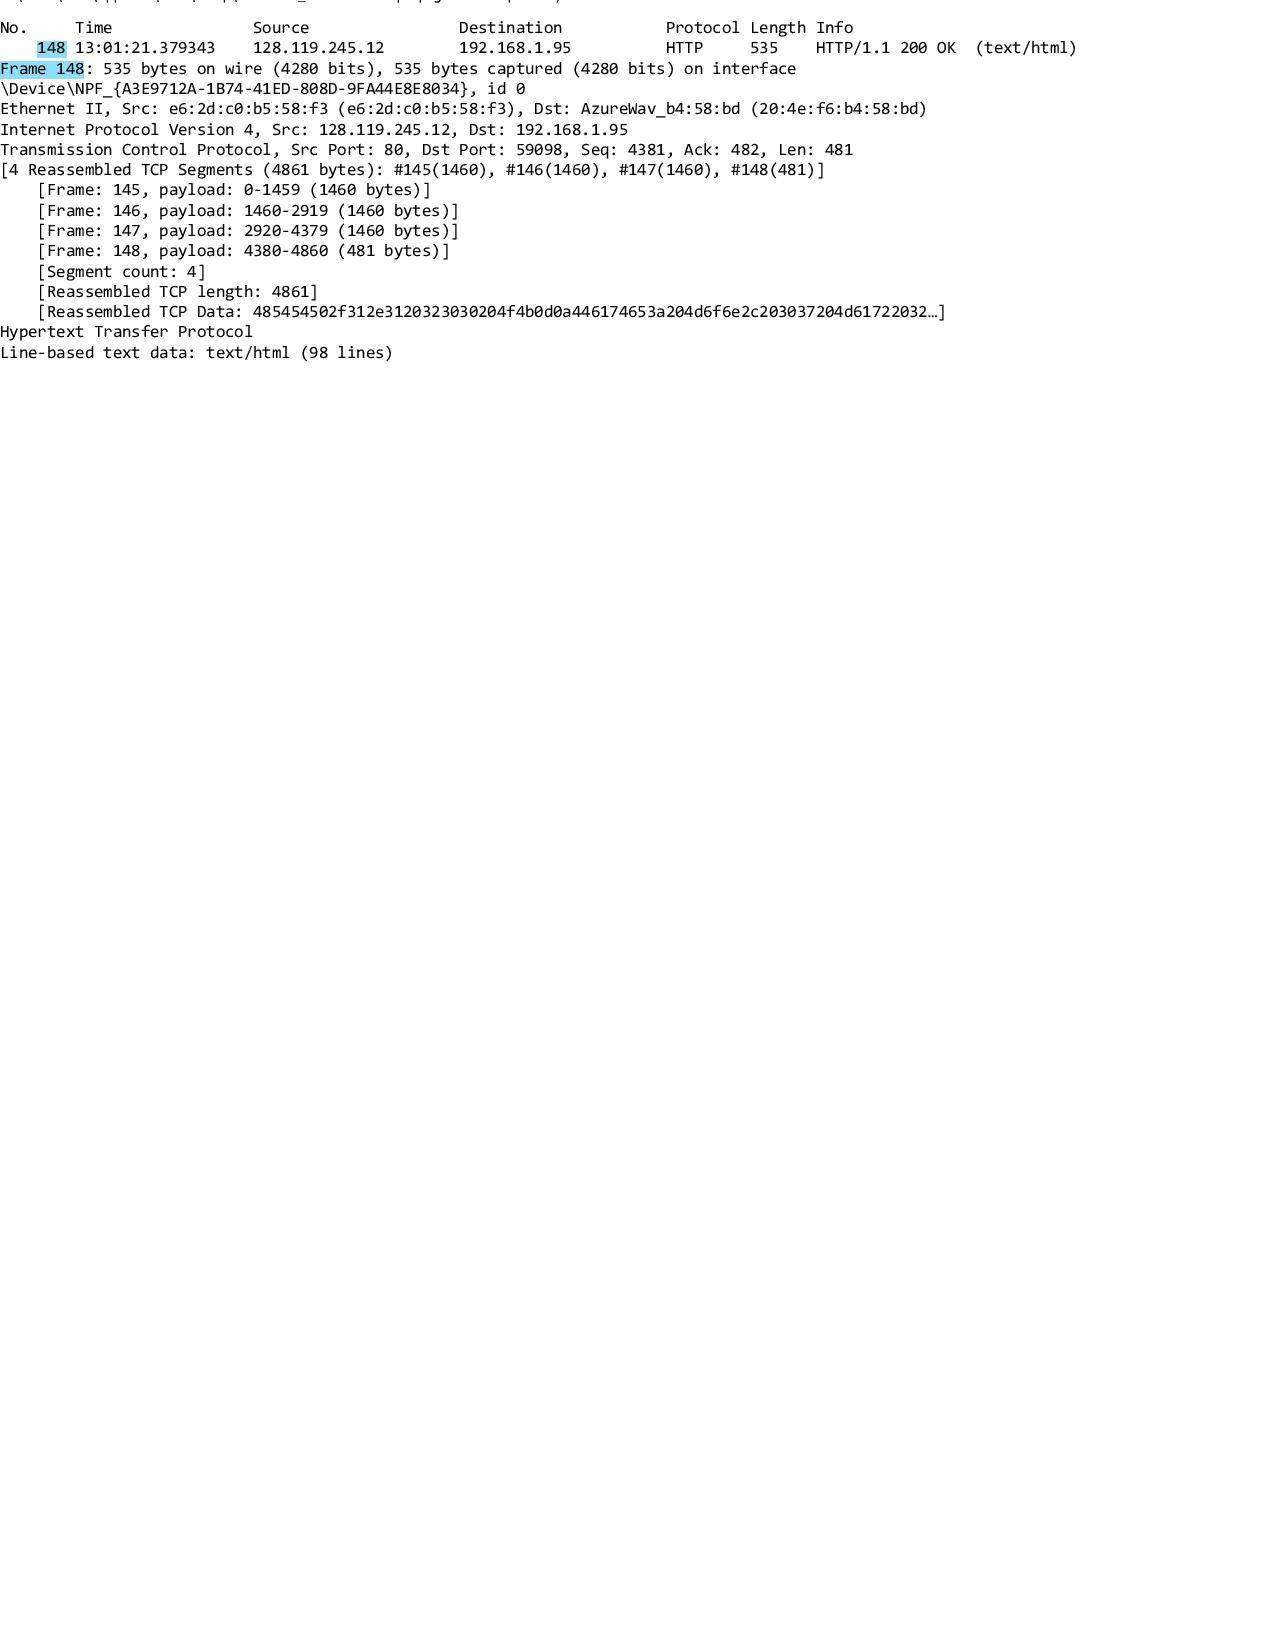 No.     Time               Source                Destination           Protocol Length Info
    148 13:01:21.379343    128.119.245.12        192.168.1.95          HTTP     535    HTTP/1.1 200 OK  (text/html)
Frame 148: 535 bytes on wire (4280 bits), 535 bytes captured (4280 bits) on interface
\Device\NPF_{A3E9712A-1B74-41ED-808D-9FA44E8E8034}, id 0
Ethernet II, Src: e6:2d:c0:b5:58:f3 (e6:2d:c0:b5:58:f3), Dst: AzureWav_b4:58:bd (20:4e:f6:b4:58:bd)
Internet Protocol Version 4, Src: 128.119.245.12, Dst: 192.168.1.95
Transmission Control Protocol, Src Port: 80, Dst Port: 59098, Seq: 4381, Ack: 482, Len: 481
[4 Reassembled TCP Segments (4861 bytes): #145(1460), #146(1460), #147(1460), #148(481)]
    [Frame: 145, payload: 0-1459 (1460 bytes)]
    [Frame: 146, payload: 1460-2919 (1460 bytes)]
    [Frame: 147, payload: 2920-4379 (1460 bytes)]
    [Frame: 148, payload: 4380-4860 (481 bytes)]
    [Segment count: 4]
    [Reassembled TCP length: 4861]
    [Reassembled TCP Data: 485454502f312e3120323030204f4b0d0a446174653a204d6f6e2c203037204d61722032…]
Hypertext Transfer Protocol
Line-based text data: text/html (98 lines)